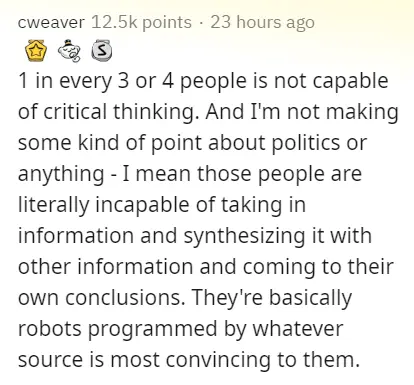 cweaver 12.5k points · 23 hours ago
S
1 in every 3 or 4 people is not capable
of critical thinking. And I'm not making
some kind of point about politics or
anything - I mean those people are
literally incapable of taking in
information and synthesizing it with
other information and coming to their
own conclusions. They're basically
robots programmed by whatever
source is most convincing to them.